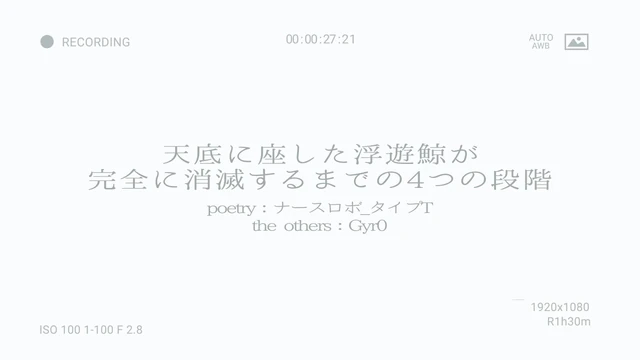 RECORDING
00:00:27:21
AUTO
AWB
天底に座した浮遊鯨が
完全に消滅するまでの4つの段階
poetry : ナースロボ_タイプT
the others : Gyr0
1920x1080
R1h30m
ISO 100 1-100 F 2.8